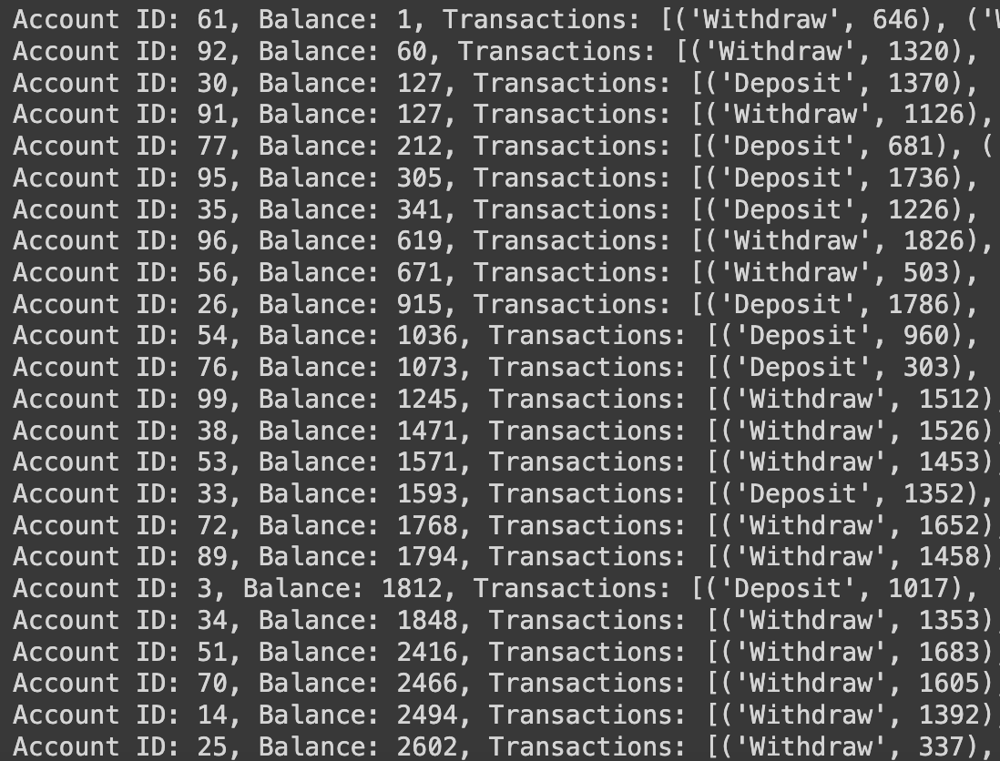 Account ID: 61, Balance: 1, Transactions: [('Withdraw', 646), ('
Account ID: 92, Balance: 60, Transactions: [('Withdraw', 1320),
Account ID: 30, Balance: 127, Transactions: [('Deposit', 1370),
Account ID: 91, Balance: 127, Transactions: [('Withdraw', 1126),
Account ID: 77, Balance: 212, Transactions: [('Deposit', 681), (
Account ID: 95, Balance: 305, Transactions: [('Deposit', 1736),
Account ID: 35, Balance: 341, Transactions: [('Deposit', 1226),
Account ID: 96, Balance: 619, Transactions: [('Withdraw', 1826),
Account ID: 56, Balance: 671, Transactions: [('Withdraw', 503),
Account ID: 26, Balance: 915, Transactions: [('Deposit', 1786),
Account ID: 54, Balance: 1036, Transactions: [('Deposit', 960),
Account ID: 76, Balance: 1073, Transactions: [('Deposit', 303),
Account ID: 99, Balance: 1245, Transactions: [('Withdraw', 1512)
Account ID: 38, Balance: 1471, Transactions: [('Withdraw', 1526)
Account ID: 53, Balance: 1571, Transactions: [('Withdraw', 1453)
Account ID: 33, Balance: 1593, Transactions: [('Deposit', 1352),
Account ID: 72, Balance: 1768, Transactions: [('Withdraw', 1652)
Account ID: 89, Balance: 1794, Transactions: [('Withdraw', 1458)
Account ID: 3, Balance: 1812, Transactions: [('Deposit', 1017),
Account ID: 34, Balance: 1848, Transactions: [('Withdraw', 1353)
Account ID: 51, Balance: 2416, Transactions: [('Withdraw', 1683)
Account ID: 70, Balance: 2466, Transactions: [('Withdraw', 1605)
Account ID: 14, Balance: 2494, Transactions: [('Withdraw', 1392)
Account ID: 25, Balance: 2602, Transactions: [('Withdraw', 337),